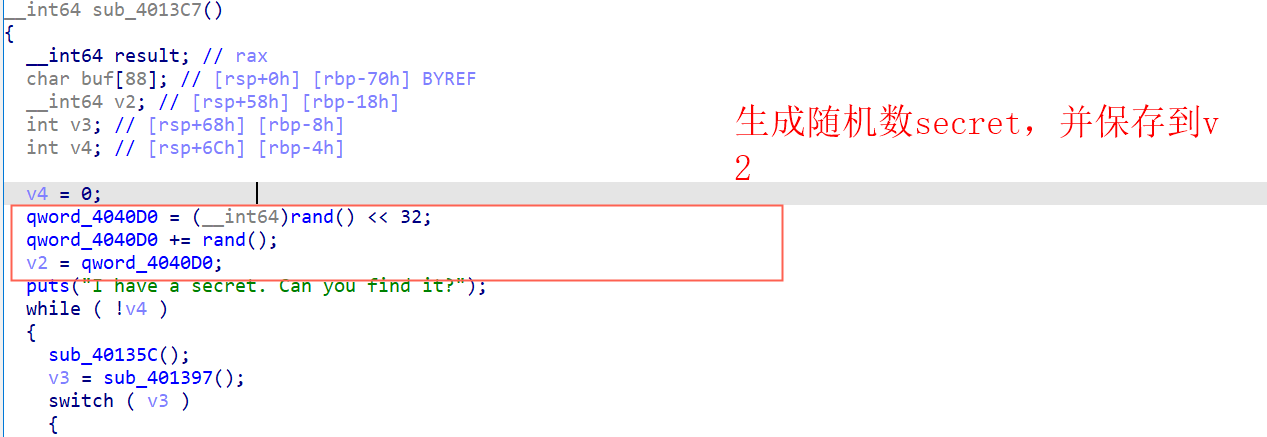 __int64 sub_4013C7()
{
__int64 result; // rax
char buf[88]; // [rsp+0h] [rbp-70h] BYREF
__int64 v2; // [rsp+58h] [rbp-18h]
int v3; // [rsp+68h] [rbp-8h]
int v4; // [rsp+6Ch] [rbp-4h]
生成随机数secret，并保存到v
2
v4 = 0;
qword_4040D0 = (__int64)rand() << 32;
qword_4040D0 += rand();
v2 = qword_4040D0;
puts("I have a secret. Can you find it?");
while ( !v4 )
{
sub_40135C();
v3 = sub_401397();
switch ( v3 )
{